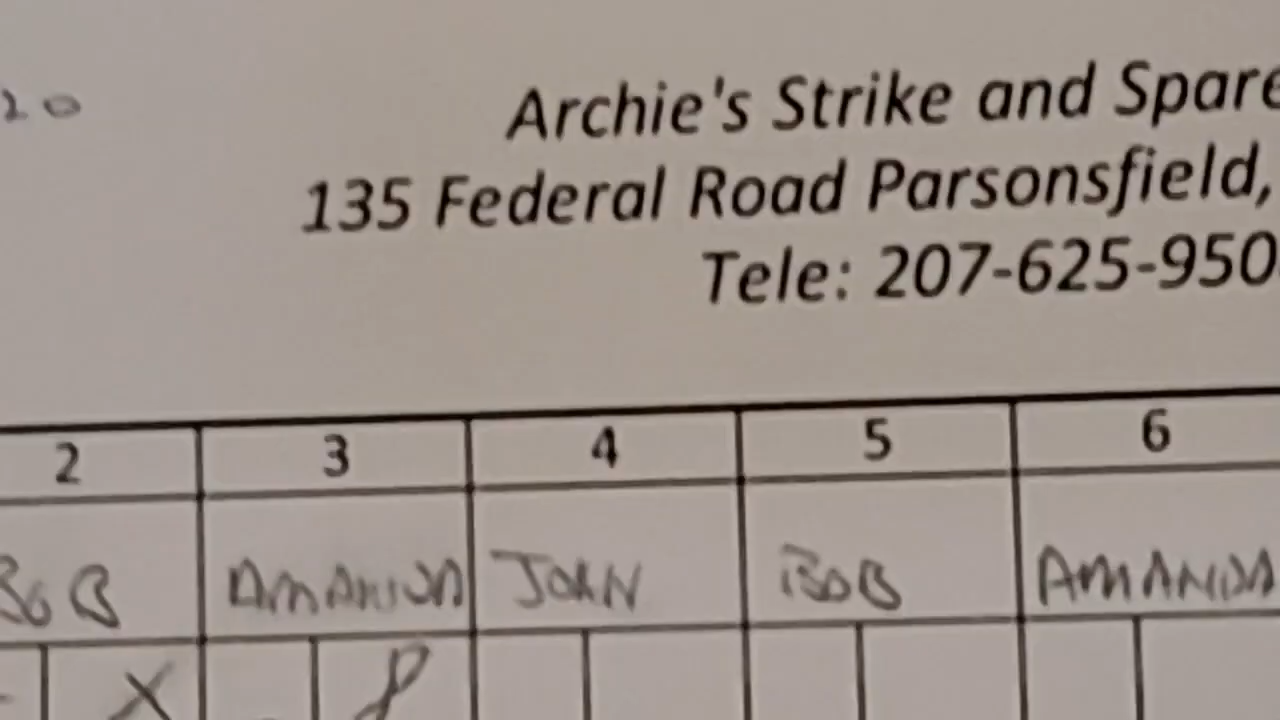 20
Archie's Strike and Spare
135 Federal Road Parsonsfield,
Tele: 207-625-950
2 3 4 5 6
BOB AMANDA JOHN BOB AMANDA
X